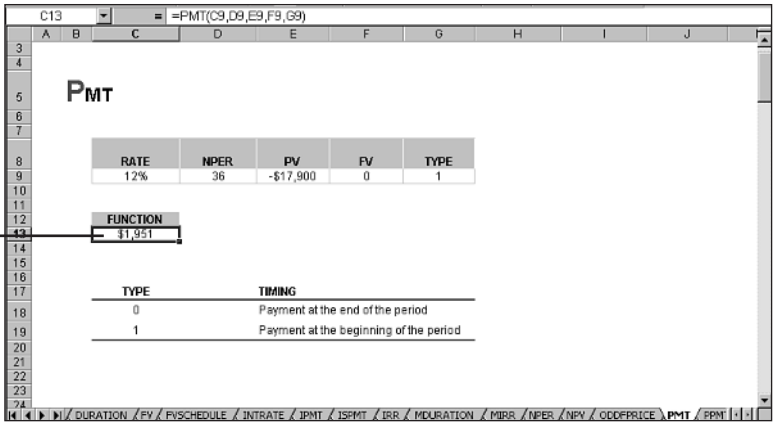 C13 = =PMT(C9,D9,E9,F9,G9)
A B C D E F G H I J
3
4
5 PMT
6
7
8 RATE NPER PV FV TYPE
9 12% 36 -$17,900 0 1
10
11
12 FUNCTION
13 $1,951
14
15
16
17 TYPE TIMING
18 0 Payment at the end of the period
19 1 Payment at the beginning of the period
20
21
22
23
24
DURATION / FV / FVSCHEDULE / INTRATE / IPMT / ISPMT / IRR / MDURATION / MIRR / NPER / NPV / ODDFPRICE \ PMT / PPMT